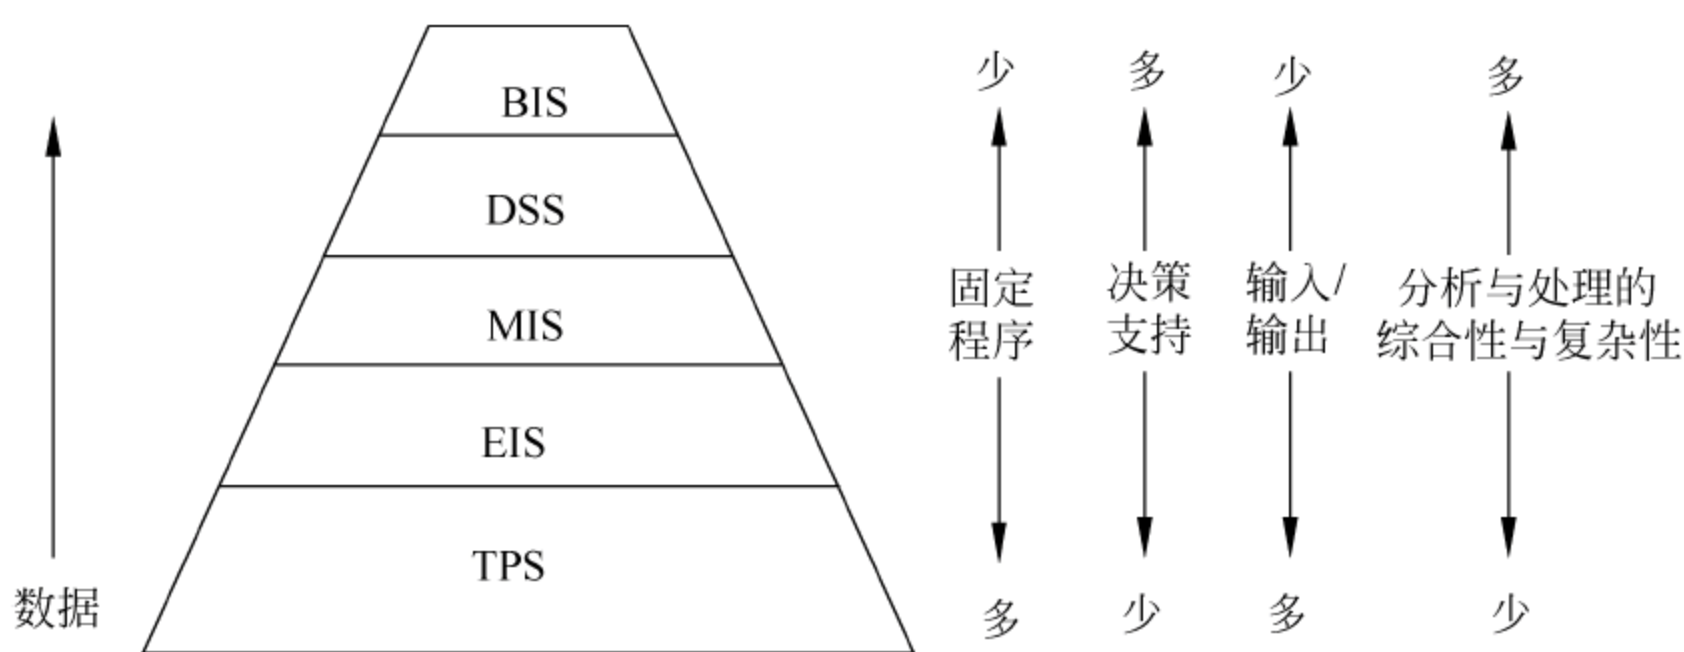 少 多 少 多
BIS
DSS
MIS
EIS
TPS
固定
程序
决策
支持
输入/
输出
分析与处理的
综合性与复杂性
数据
多 少 多 少